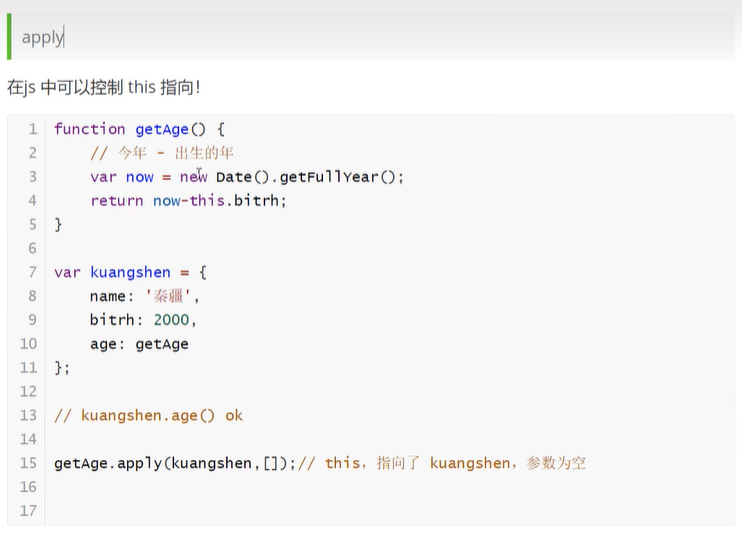 apply
在js 中可以控制 this 指向!
1 function getAge() {
2     // 今年 - 出生的年
3     var now = new Date().getFullYear();
4     return now-this.bitrh;
5 }
6
7 var kuangshen = {
8     name: '秦疆',
9     bitrh: 2000,
10     age: getAge
11 };
12
13 // kuangshen.age() ok
14
15 getAge.apply(kuangshen,[]);// this，指向了 kuangshen，参数为空
16
17